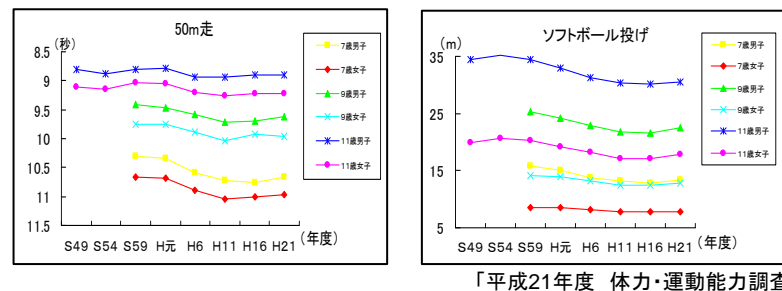 50m走
(秒)
8.5
9
9.5
10
10.5
11
11.5
S49 S54 S59 H元 H6 H11 H16 H21
(年度)
7歳男子
7歳女子
9歳男子
9歳女子
11歳男子
11歳女子
ソフトボール投げ
(m)
35
25
15
5
S49 S54 S59 H元 H6 H11 H16 H21
(年度)
7歳男子
7歳女子
9歳男子
9歳女子
11歳男子
11歳女子
「平成21年度 体力・運動能力調査